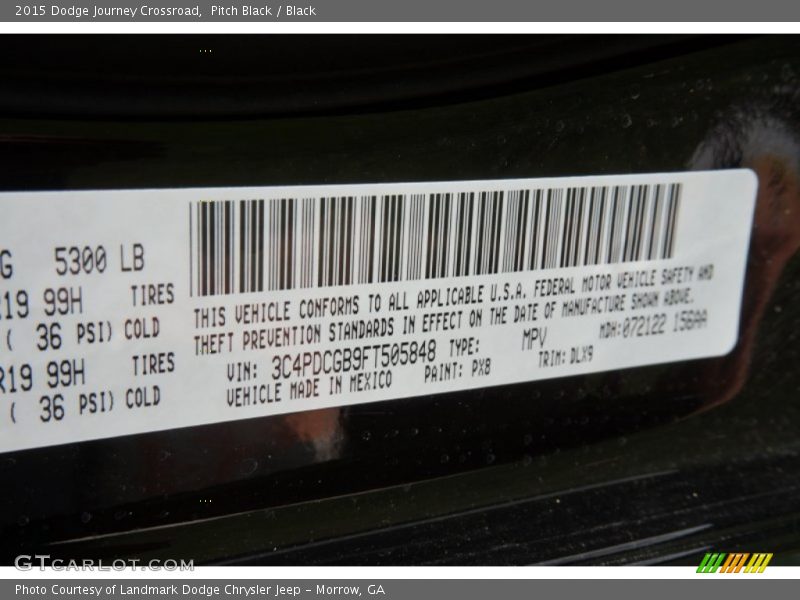 2015 Dodge Journey Crossroad, Pitch Black / Black
G 5300 LB
R19 99H TIRES
( 36 PSI) COLD
R19 99H TIRES
( 36 PSI) COLD
THIS VEHICLE CONFORMS TO ALL APPLICABLE U.S.A. FEDERAL MOTOR VEHICLE SAFETY AND
THEFT PREVENTION STANDARDS IN EFFECT ON THE DATE OF MANUFACTURE SHOWN ABOVE.
VIN: 3C4PDCGB9FT505848 TYPE: MPV MDH:072122 156AA
VEHICLE MADE IN MEXICO PAINT: PX8 TRIM:DLX9
GTCARLOT.COM
Photo Courtesy of Landmark Dodge Chrysler Jeep - Morrow, GA